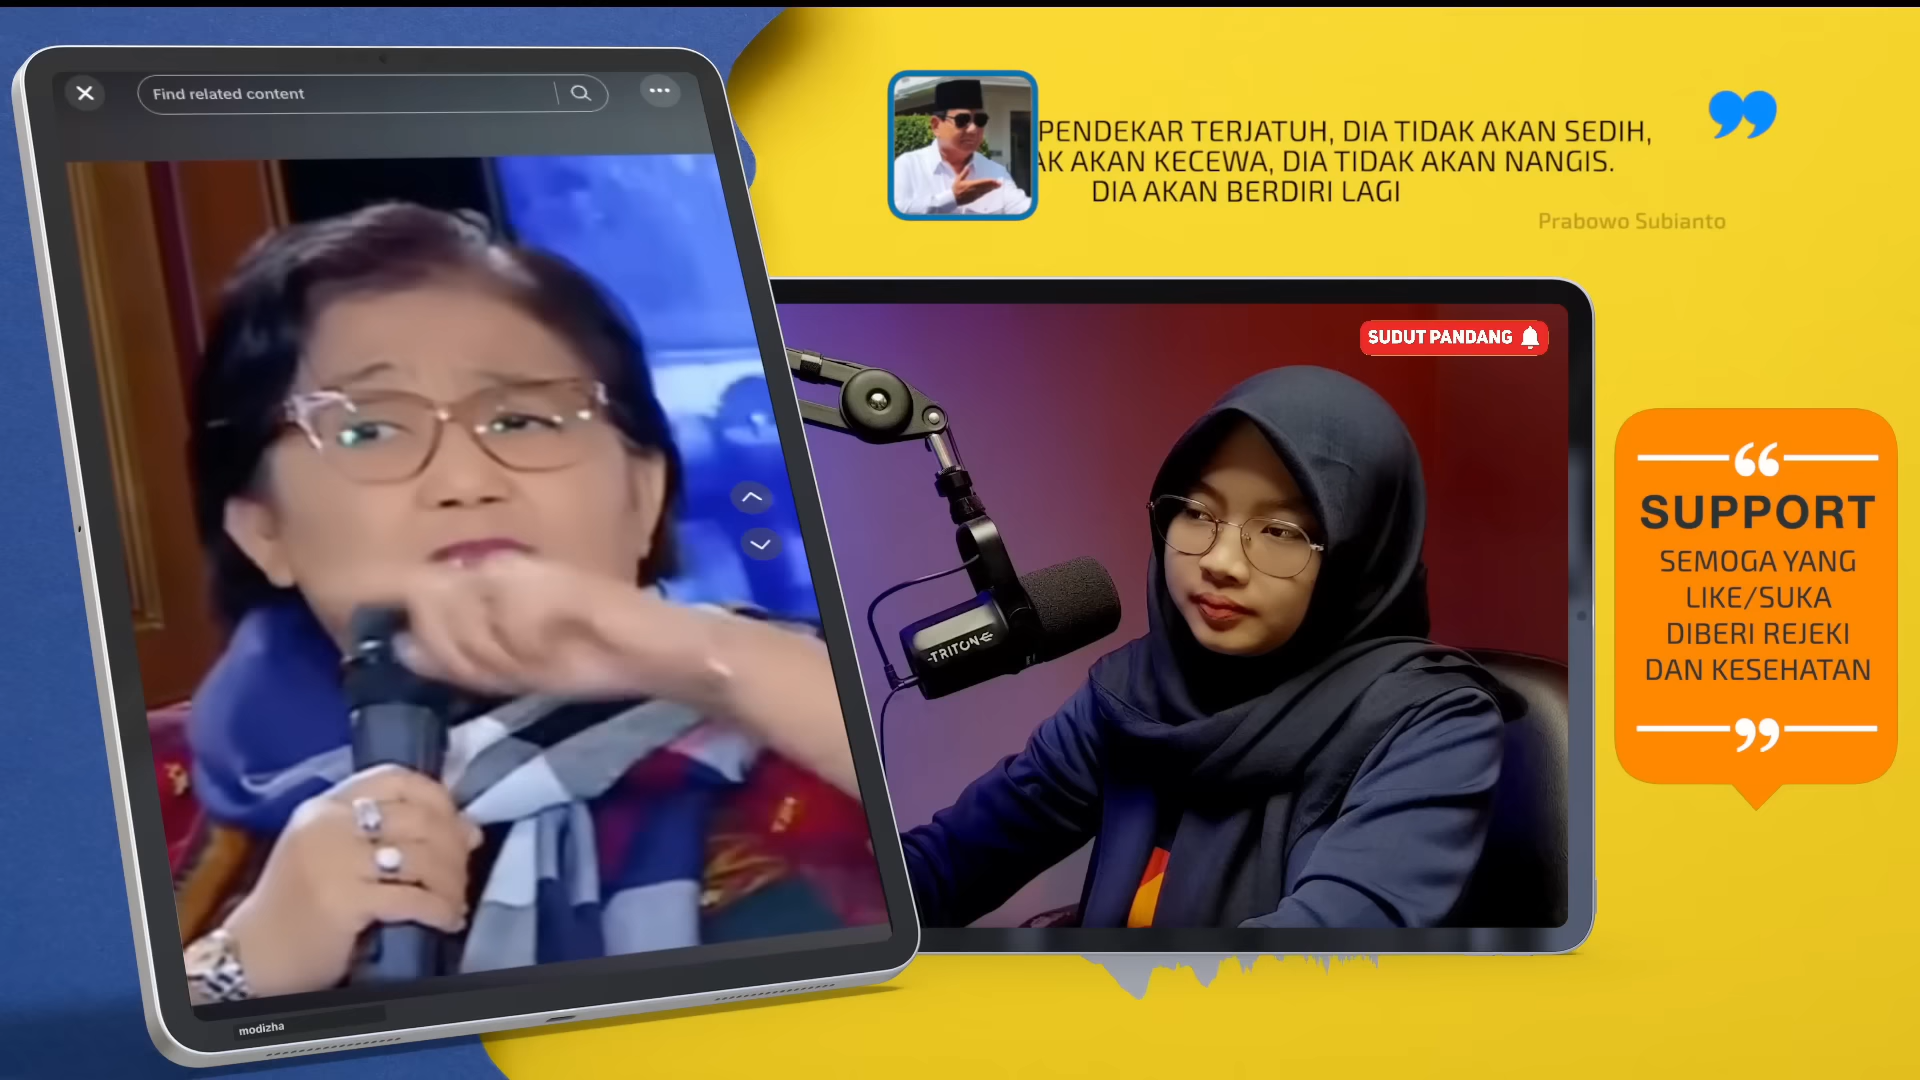 Find related content
PENDEKAR TERJATUH, DIA TIDAK AKAN SEDIH,
AK AKAN KECEWA, DIA TIDAK AKAN NANGIS.
DIA AKAN BERDIRI LAGI
Prabowo Subianto
SUDUT PANDANG
TRITON
SUPPORT
SEMOGA YANG
LIKE/SUKA
DIBERI REJEKI
DAN KESEHATAN
modizha